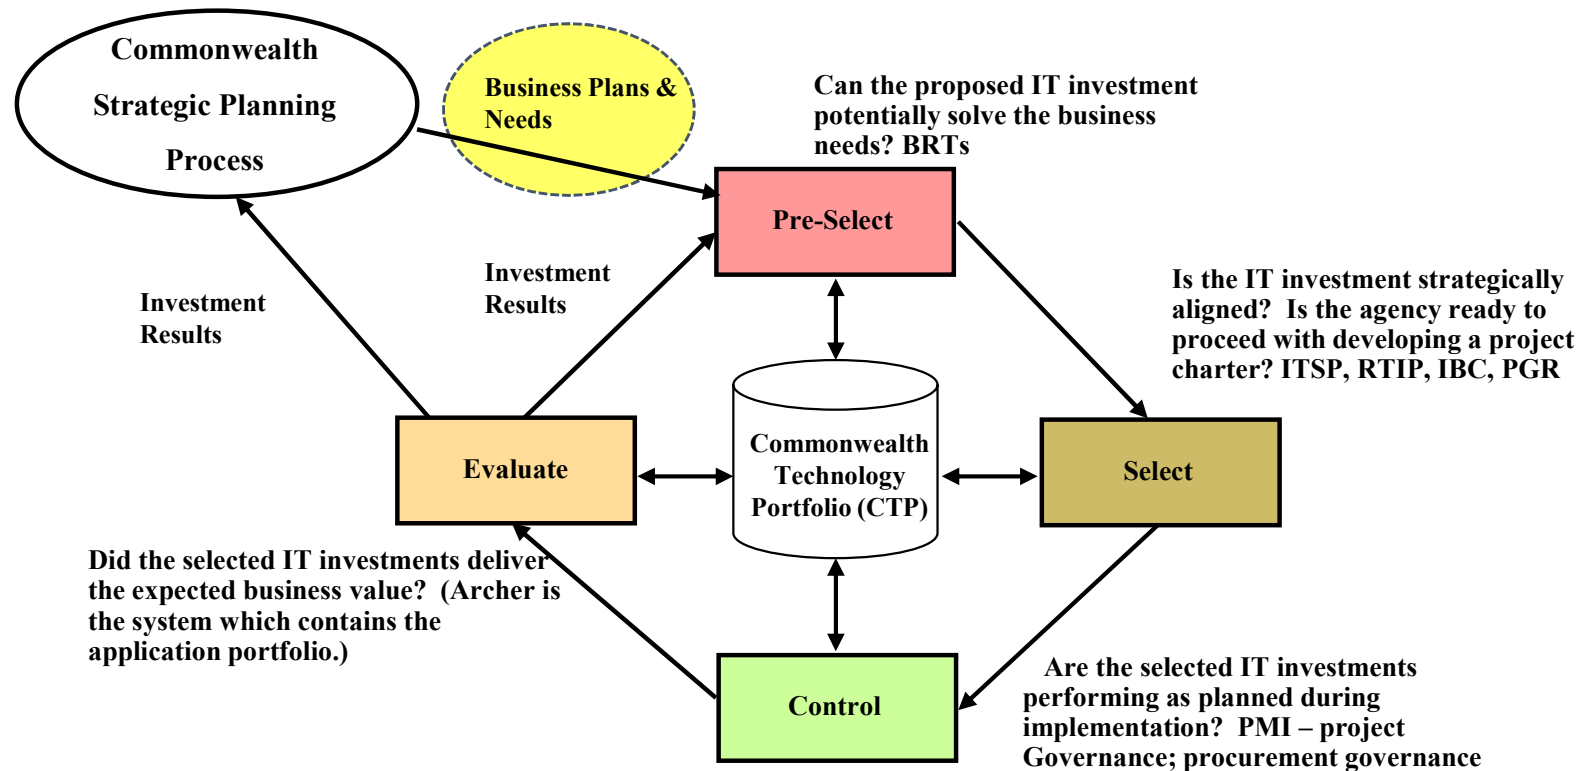 Commonwealth
Strategic Planning
Process
Business Plans &
Needs
Can the proposed IT investment
potentially solve the business
needs? BRTs
Pre-Select
Investment
Results
Investment
Results
Is the IT investment strategically
aligned?  Is the agency ready to
proceed with developing a project
charter? ITSP, RTIP, IBC, PGR
Evaluate
Commonwealth
Technology
Portfolio (CTP)
Select
Did the selected IT investments deliver
the expected business value?  (Archer is
the system which contains the
application portfolio.)
Control
Are the selected IT investments
performing as planned during
implementation?  PMI – project
Governance; procurement governance